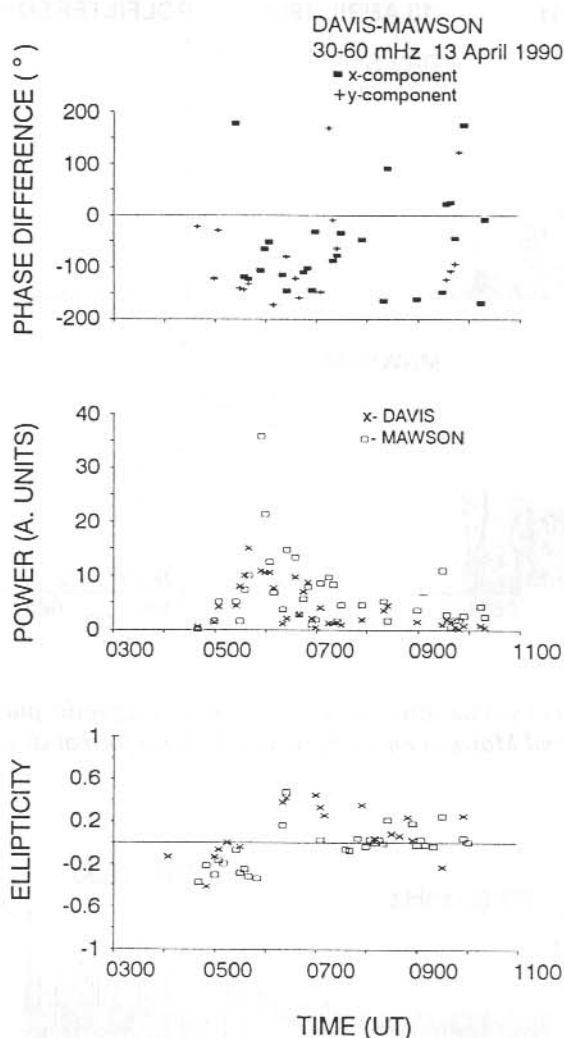 DAVIS-MAWSON
30-60 mHz 13 April 1990
x-component
+ y-component
PHASE DIFFERENCE (°)
200
100
0
-100
-200
POWER (A. UNITS)
x- DAVIS
□- MAWSON
40
30
20
10
0
0300 0500 0700 0900 1100
ELLIPTICITY
1
0.6
0.2
-0.2
-0.6
-1
0300 0500 0700 0900 1100
TIME (UT)